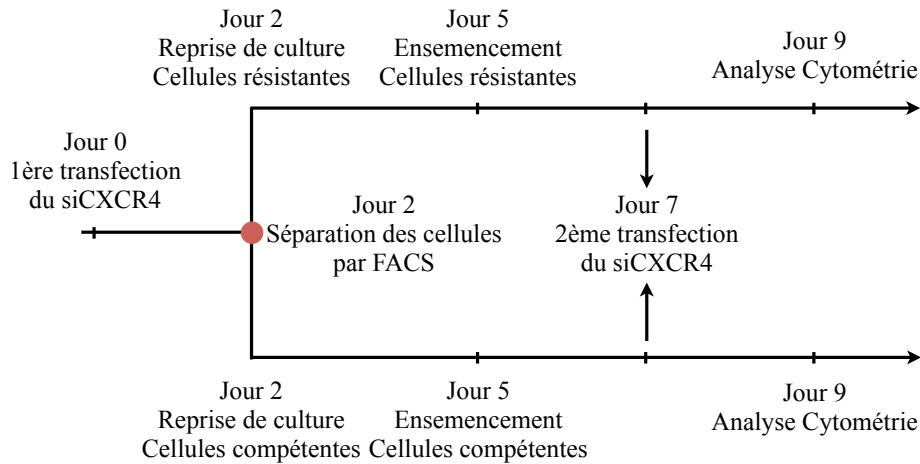 Jour 2
Reprise de culture
Cellules résistantes
Jour 5
Ensemencement
Cellules résistantes
Jour 9
Analyse Cytométrie
Jour 0
1ère transfection
du siCXCR4
Jour 2
Séparation des cellules
par FACS
Jour 7
2ème transfection
du siCXCR4
Jour 2
Reprise de culture
Cellules compétentes
Jour 5
Ensemencement
Cellules compétentes
Jour 9
Analyse Cytométrie